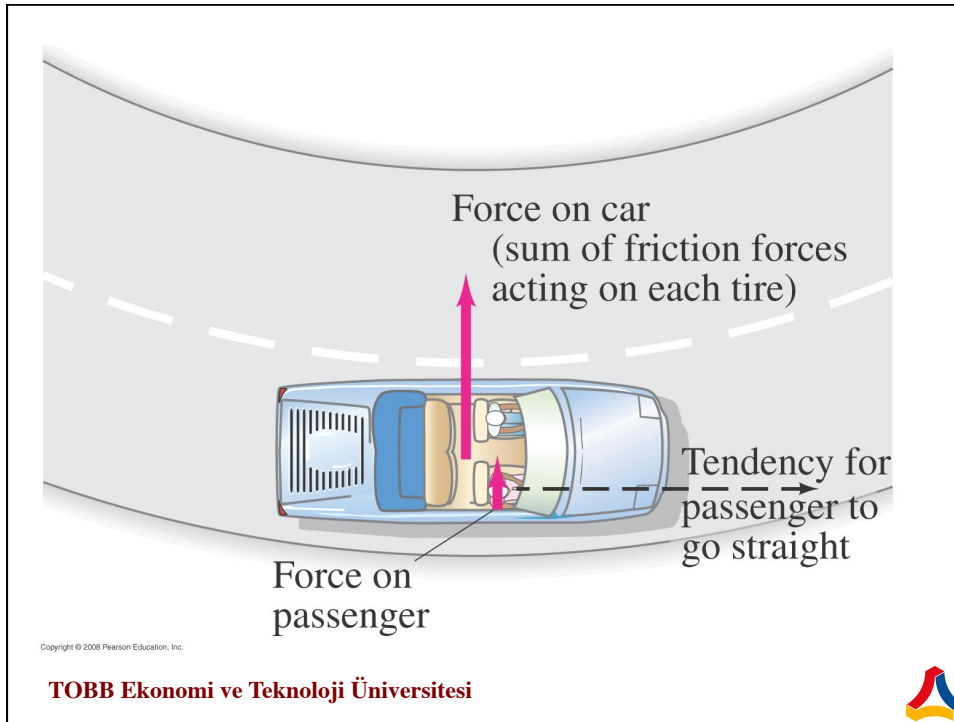 Force on car
(sum of friction forces
acting on each tire)
Tendency for
passenger to
go straight
Force on
passenger
Copyright © 2008 Pearson Education, Inc.
TOBB Ekonomi ve Teknoloji Üniversitesi